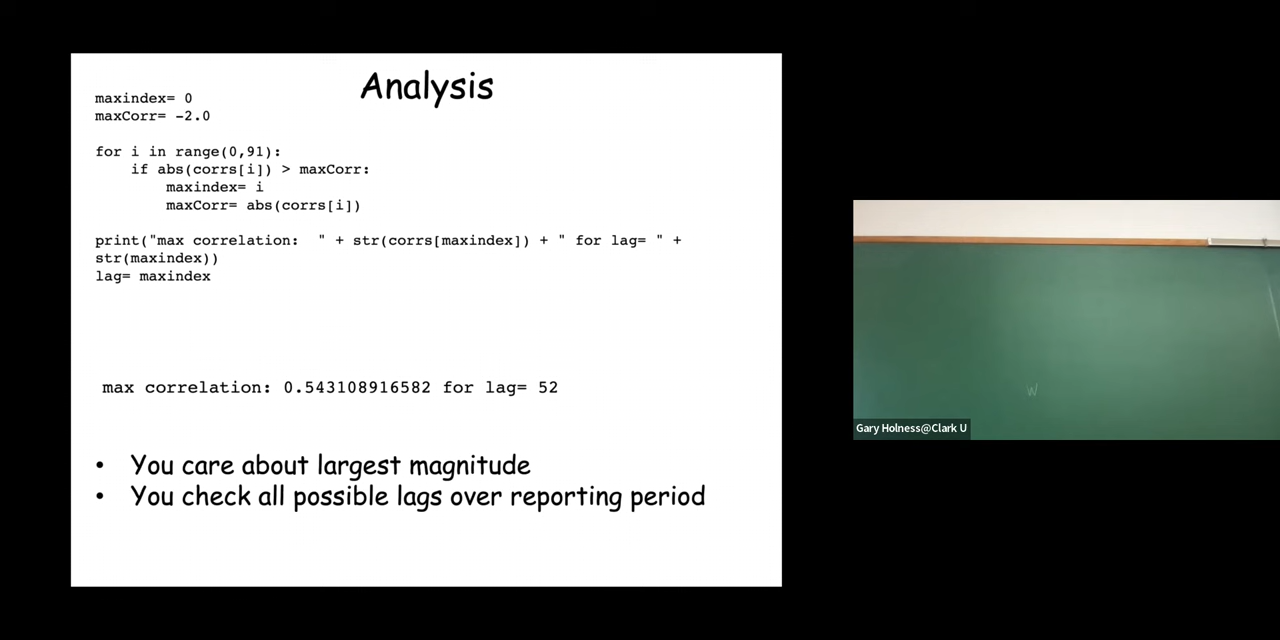 Analysis
maxindex= 0
maxCorr= -2.0
for i in range(0,91):
    if abs(corrs[i]) > maxCorr:
        maxindex= i
        maxCorr= abs(corrs[i])
print("max correlation:  " + str(corrs[maxindex]) + " for lag= " +
str(maxindex))
lag= maxindex
max correlation: 0.543108916582 for lag= 52
• You care about largest magnitude
• You check all possible lags over reporting period
W
Gary Holness@Clark U